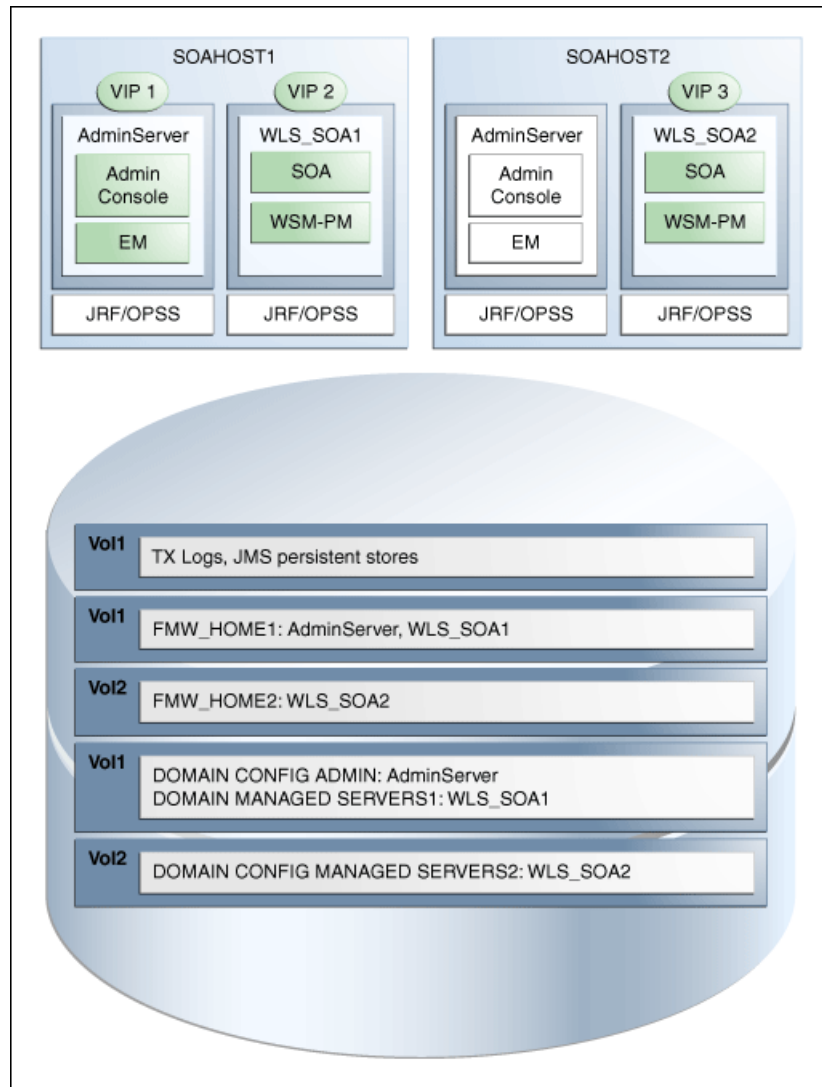 SOAHOST1
VIP 1
VIP 2
AdminServer
Admin
Console
EM
WLS_SOA1
SOA
WSM-PM
JRF/OPSS
JRF/OPSS
SOAHOST2
VIP 3
AdminServer
Admin
Console
EM
WLS_SOA2
SOA
WSM-PM
JRF/OPSS
JRF/OPSS
Vol1
TX Logs, JMS persistent stores
Vol1
FMW_HOME1: AdminServer, WLS_SOA1
Vol2
FMW_HOME2: WLS_SOA2
Vol1
DOMAIN CONFIG ADMIN: AdminServer
DOMAIN MANAGED SERVERS1: WLS_SOA1
Vol2
DOMAIN CONFIG MANAGED SERVERS2: WLS_SOA2